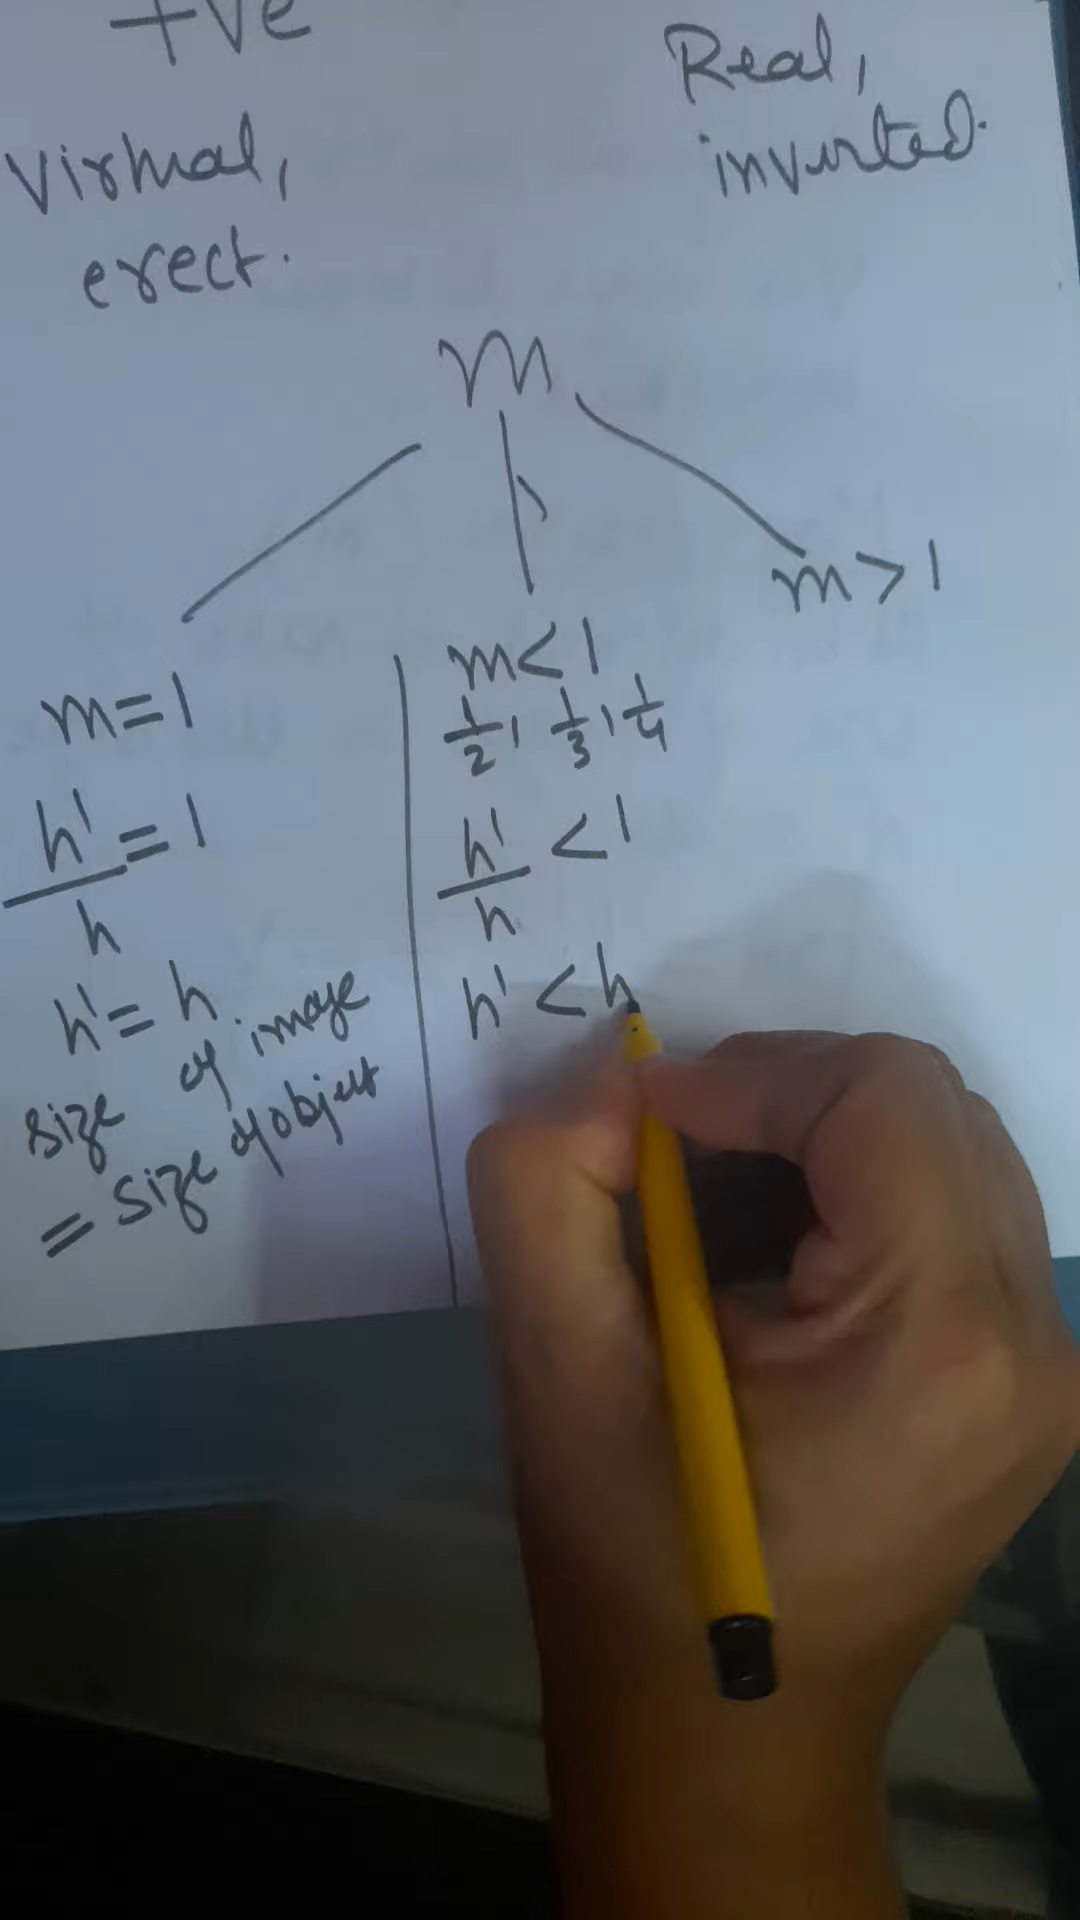 +ve
Real,
inverted.
Virtual,
erect.
m
m > 1
m = 1
h' = 1
h
h' = h
size of image
= size of object
m < 1
1/2, 1/3, 1/4
h' < 1
h
h' < h